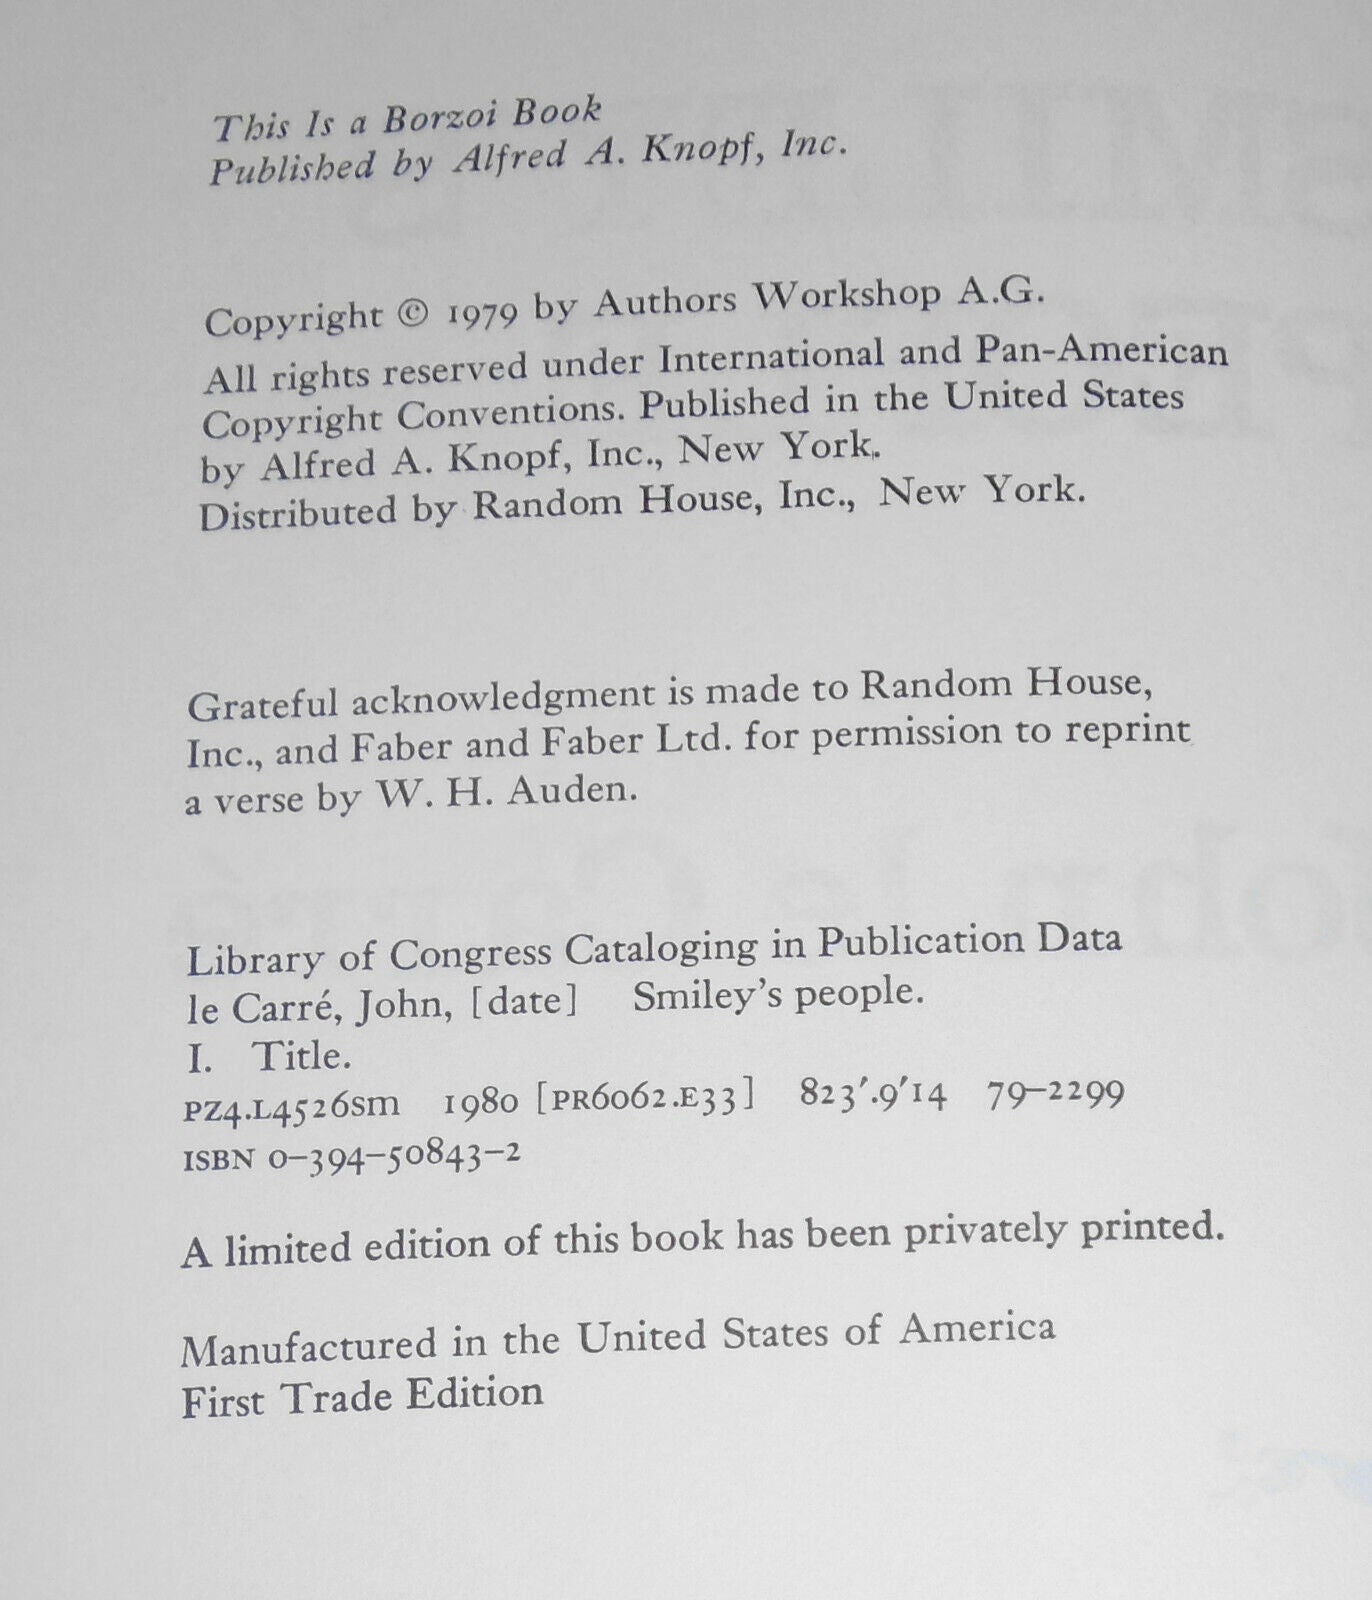 This Is a Borzoi Book
Published by Alfred A. Knopf, Inc.
Copyright © 1979 by Authors Workshop A.G.
All rights reserved under International and Pan-American
Copyright Conventions. Published in the United States
by Alfred A. Knopf, Inc., New York.
Distributed by Random House, Inc., New York.
Grateful acknowledgment is made to Random House,
Inc., and Faber and Faber Ltd. for permission to reprint
a verse by W. H. Auden.
Library of Congress Cataloging in Publication Data
le Carré, John, [date] Smiley's people.
I. Title.
PZ4.L4526Sm 1980 [PR6062.E33] 823'.9'14 79–2299
ISBN 0–394–50843–2
A limited edition of this book has been privately printed.
Manufactured in the United States of America
First Trade Edition